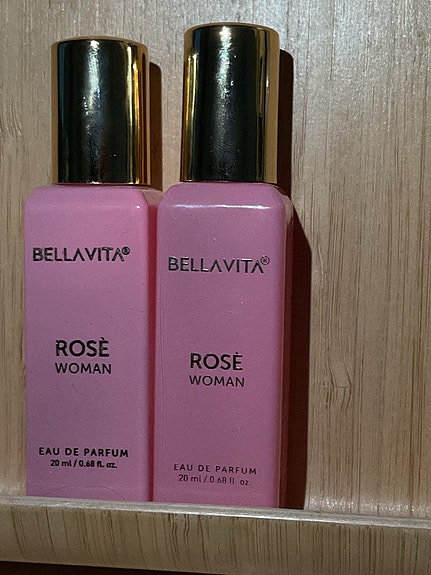 BELLAVITA®
ROSÈ
WOMAN
EAU DE PARFUM
20 ml / 0.68 fl. oz.
BELLAVITA®
ROSÈ
WOMAN
EAU DE PARFUM
20 ml / 0.68 fl. oz.